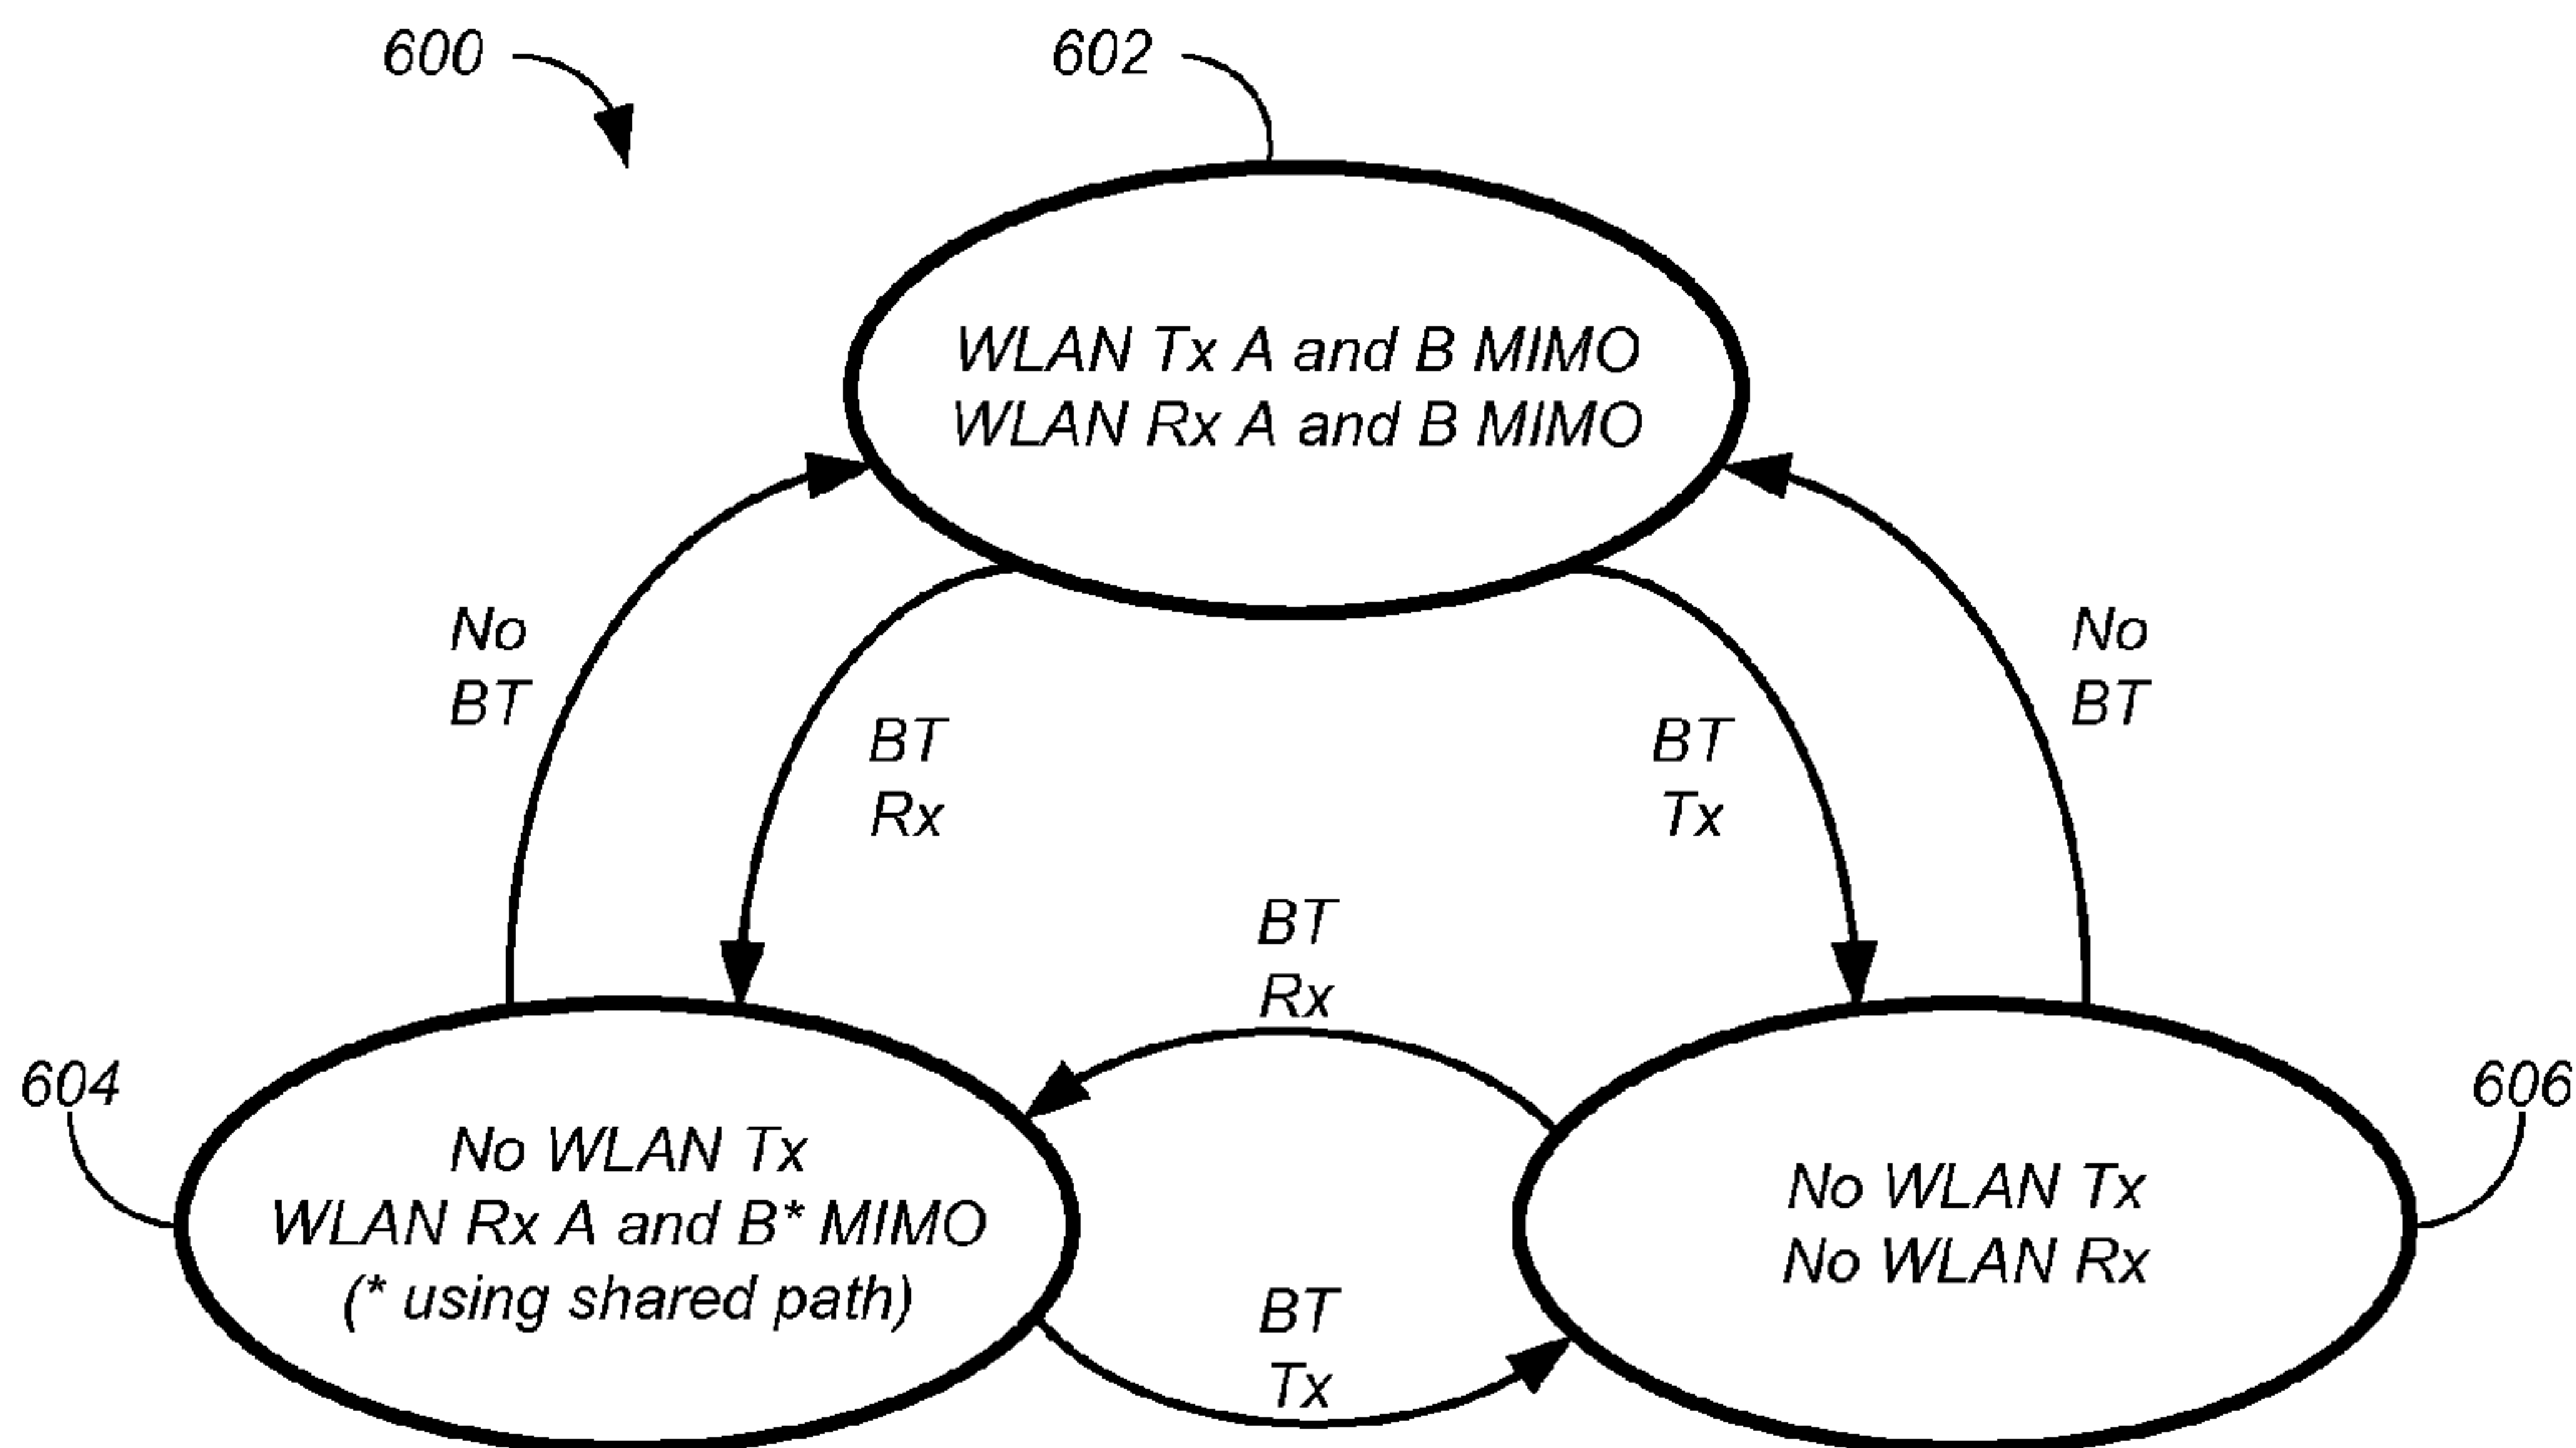 600
602
WLAN Tx A and B MIMO
WLAN Rx A and B MIMO
No
BT
BT
Rx
BT
Tx
No
BT
BT
Rx
604
606
No WLAN Tx
WLAN Rx A and B* MIMO
(* using shared path)
No WLAN Tx
No WLAN Rx
BT
Tx